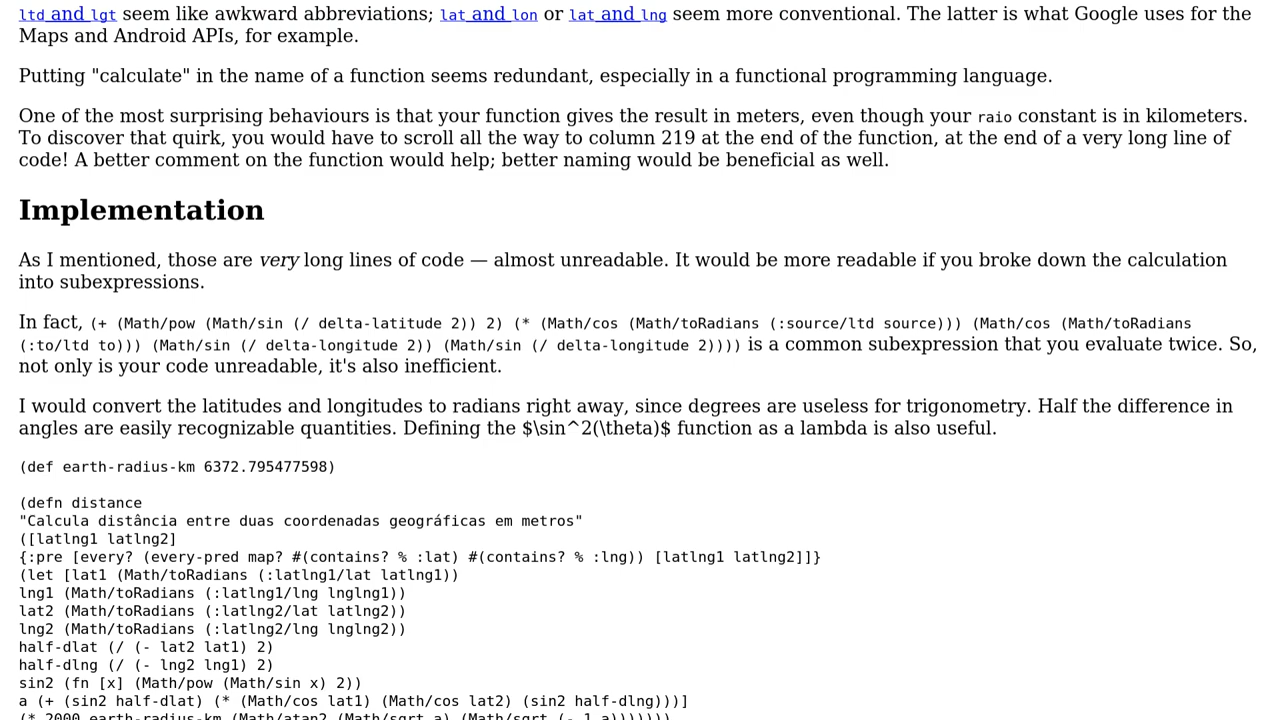 ltd and lgt seem like awkward abbreviations; lat and lon or lat and lng seem more conventional. The latter is what Google uses for the
Maps and Android APIs, for example.
Putting "calculate" in the name of a function seems redundant, especially in a functional programming language.
One of the most surprising behaviours is that your function gives the result in meters, even though your raio constant is in kilometers.
To discover that quirk, you would have to scroll all the way to column 219 at the end of the function, at the end of a very long line of
code! A better comment on the function would help; better naming would be beneficial as well.
Implementation
As I mentioned, those are very long lines of code — almost unreadable. It would be more readable if you broke down the calculation
into subexpressions.
In fact, (+ (Math/pow (Math/sin (/ delta-latitude 2)) 2) (* (Math/cos (Math/toRadians (:source/ltd source))) (Math/cos (Math/toRadians
(:to/ltd to))) (Math/sin (/ delta-longitude 2)) (Math/sin (/ delta-longitude 2)))) is a common subexpression that you evaluate twice. So,
not only is your code unreadable, it's also inefficient.
I would convert the latitudes and longitudes to radians right away, since degrees are useless for trigonometry. Half the difference in
angles are easily recognizable quantities. Defining the $\sin^2(\theta)$ function as a lambda is also useful.
(def earth-radius-km 6372.795477598)
(defn distance
"Calcula distância entre duas coordenadas geográficas em metros"
([latlng1 latlng2]
{:pre [every? (every-pred map? #(contains? % :lat) #(contains? % :lng)) [latlng1 latlng2]]}
(let [lat1 (Math/toRadians (:latlng1/lat latlng1))
lng1 (Math/toRadians (:latlng1/lng lnglng1))
lat2 (Math/toRadians (:latlng2/lat latlng2))
lng2 (Math/toRadians (:latlng2/lng lnglng2))
half-dlat (/ (- lat2 lat1) 2)
half-dlng (/ (- lng2 lng1) 2)
sin2 (fn [x] (Math/pow (Math/sin x) 2))
a (+ (sin2 half-dlat) (* (Math/cos lat1) (Math/cos lat2) (sin2 half-dlng)))]
(* 2000 earth-radius-km (Math/atan2 (Math/sqrt a) (Math/sqrt (- 1 a)))))))